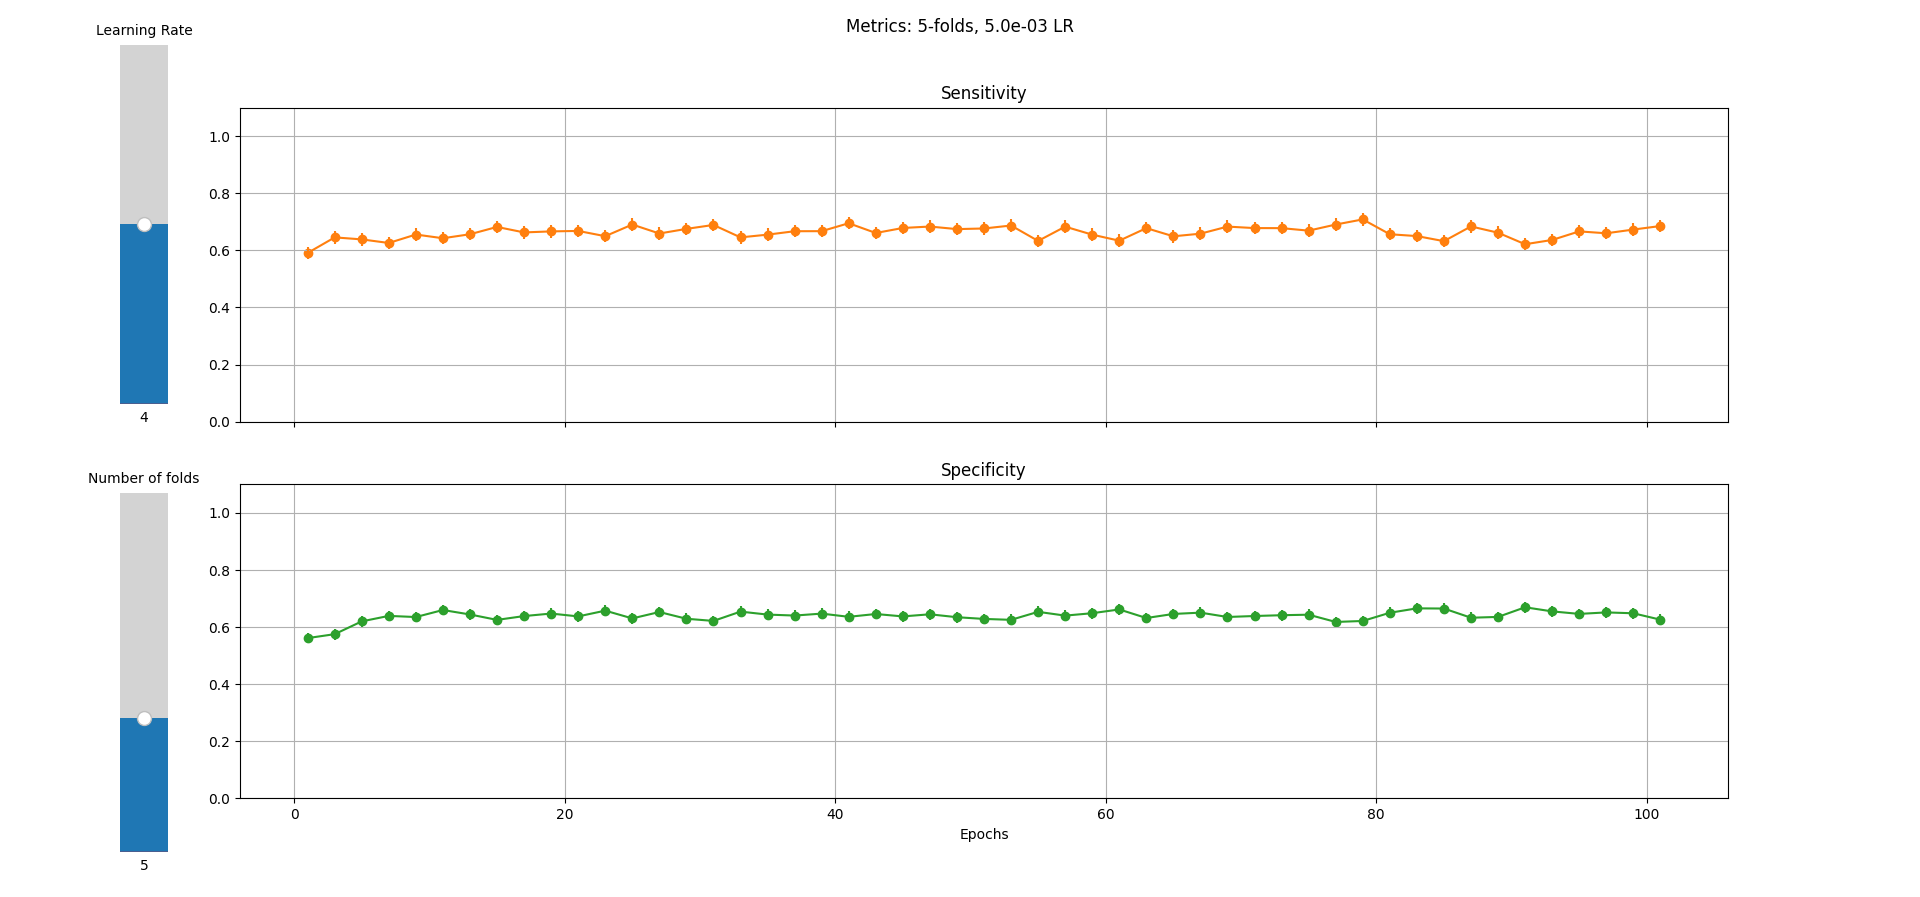 Metrics: 5-folds, 5.0e-03 LR
Learning Rate
4
Sensitivity
1.0
0.8
0.6
0.4
0.2
0.0
Number of folds
5
Specificity
1.0
0.8
0.6
0.4
0.2
0.0
0 20 40 60 80 100
Epochs